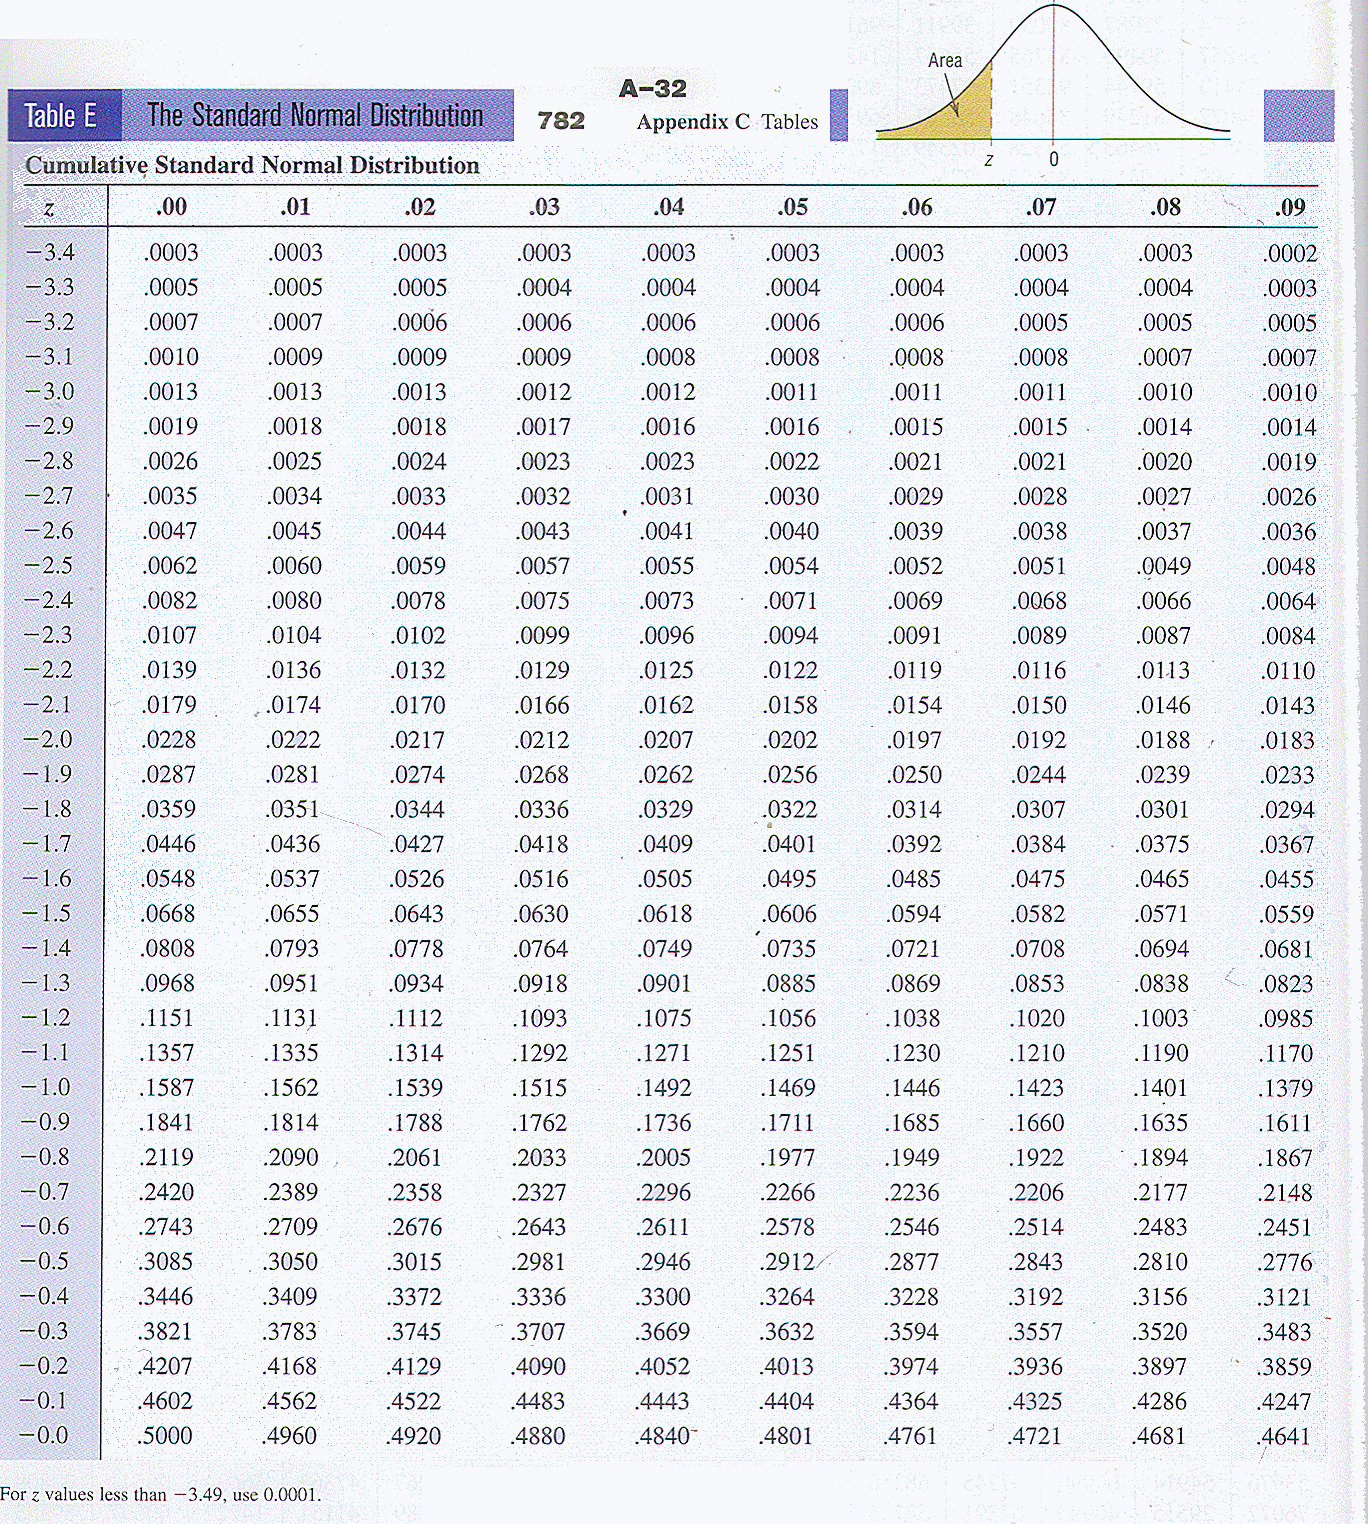 A–32
Area
Table E The Standard Normal Distribution 782 Appendix C Tables
z 0
Cumulative Standard Normal Distribution
z .00 .01 .02 .03 .04 .05 .06 .07 .08 .09
−3.4 .0003 .0003 .0003 .0003 .0003 .0003 .0003 .0003 .0003 .0002
−3.3 .0005 .0005 .0005 .0004 .0004 .0004 .0004 .0004 .0004 .0003
−3.2 .0007 .0007 .0006 .0006 .0006 .0006 .0006 .0005 .0005 .0005
−3.1 .0010 .0009 .0009 .0009 .0008 .0008 .0008 .0008 .0007 .0007
−3.0 .0013 .0013 .0013 .0012 .0012 .0011 .0011 .0011 .0010 .0010
−2.9 .0019 .0018 .0018 .0017 .0016 .0016 .0015 .0015 .0014 .0014
−2.8 .0026 .0025 .0024 .0023 .0023 .0022 .0021 .0021 .0020 .0019
−2.7 .0035 .0034 .0033 .0032 .0031 .0030 .0029 .0028 .0027 .0026
−2.6 .0047 .0045 .0044 .0043 .0041 .0040 .0039 .0038 .0037 .0036
−2.5 .0062 .0060 .0059 .0057 .0055 .0054 .0052 .0051 .0049 .0048
−2.4 .0082 .0080 .0078 .0075 .0073 .0071 .0069 .0068 .0066 .0064
−2.3 .0107 .0104 .0102 .0099 .0096 .0094 .0091 .0089 .0087 .0084
−2.2 .0139 .0136 .0132 .0129 .0125 .0122 .0119 .0116 .0113 .0110
−2.1 .0179 .0174 .0170 .0166 .0162 .0158 .0154 .0150 .0146 .0143
−2.0 .0228 .0222 .0217 .0212 .0207 .0202 .0197 .0192 .0188 .0183
−1.9 .0287 .0281 .0274 .0268 .0262 .0256 .0250 .0244 .0239 .0233
−1.8 .0359 .0351 .0344 .0336 .0329 .0322 .0314 .0307 .0301 .0294
−1.7 .0446 .0436 .0427 .0418 .0409 .0401 .0392 .0384 .0375 .0367
−1.6 .0548 .0537 .0526 .0516 .0505 .0495 .0485 .0475 .0465 .0455
−1.5 .0668 .0655 .0643 .0630 .0618 .0606 .0594 .0582 .0571 .0559
−1.4 .0808 .0793 .0778 .0764 .0749 .0735 .0721 .0708 .0694 .0681
−1.3 .0968 .0951 .0934 .0918 .0901 .0885 .0869 .0853 .0838 .0823
−1.2 .1151 .1131 .1112 .1093 .1075 .1056 .1038 .1020 .1003 .0985
−1.1 .1357 .1335 .1314 .1292 .1271 .1251 .1230 .1210 .1190 .1170
−1.0 .1587 .1562 .1539 .1515 .1492 .1469 .1446 .1423 .1401 .1379
−0.9 .1841 .1814 .1788 .1762 .1736 .1711 .1685 .1660 .1635 .1611
−0.8 .2119 .2090 .2061 .2033 .2005 .1977 .1949 .1922 .1894 .1867
−0.7 .2420 .2389 .2358 .2327 .2296 .2266 .2236 .2206 .2177 .2148
−0.6 .2743 .2709 .2676 .2643 .2611 .2578 .2546 .2514 .2483 .2451
−0.5 .3085 .3050 .3015 .2981 .2946 .2912 .2877 .2843 .2810 .2776
−0.4 .3446 .3409 .3372 .3336 .3300 .3264 .3228 .3192 .3156 .3121
−0.3 .3821 .3783 .3745 .3707 .3669 .3632 .3594 .3557 .3520 .3483
−0.2 .4207 .4168 .4129 .4090 .4052 .4013 .3974 .3936 .3897 .3859
−0.1 .4602 .4562 .4522 .4483 .4443 .4404 .4364 .4325 .4286 .4247
−0.0 .5000 .4960 .4920 .4880 .4840 .4801 .4761 .4721 .4681 .4641
For z values less than −3.49, use 0.0001.